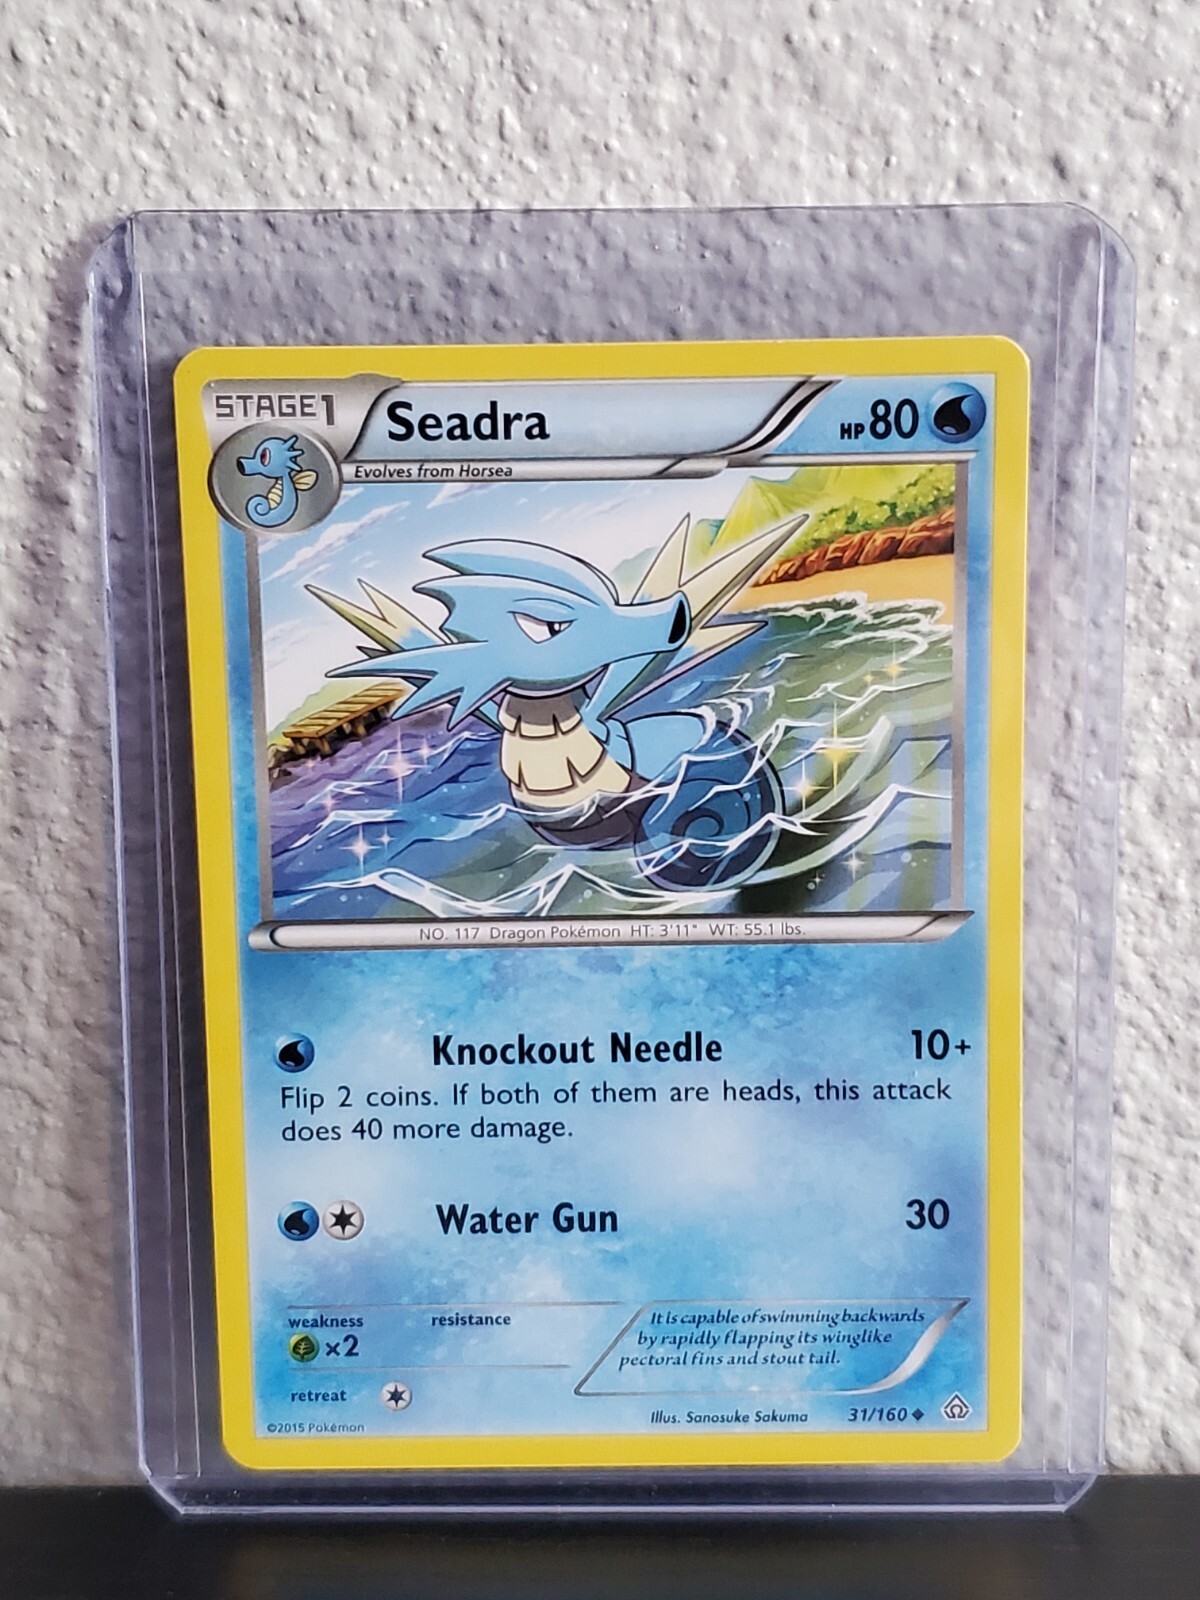 STAGE1
Seadra
HP 80
Evolves from Horsea
NO. 117 Dragon Pokémon HT: 3'11" WT: 55.1 lbs.
Knockout Needle 10+
Flip 2 coins. If both of them are heads, this attack
does 40 more damage.
Water Gun 30
weakness resistance
x2
retreat
It is capable of swimming backwards
by rapidly flapping its winglike
pectoral fins and stout tail.
©2015 Pokémon
Illus. Sanosuke Sakuma 31/160